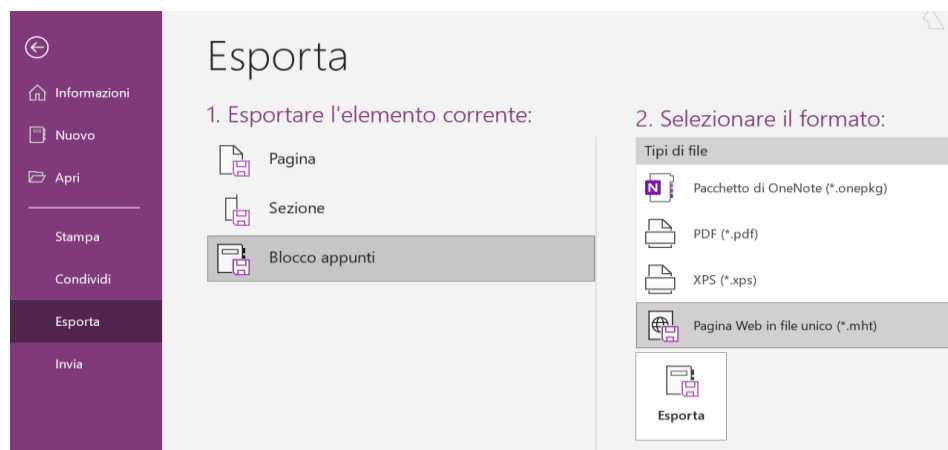 Informazioni
Nuovo
Apri
Stampa
Condividi
Esporta
Invia
Esporta
1. Esportare l'elemento corrente:
Pagina
Sezione
Blocco appunti
2. Selezionare il formato:
Tipi di file
N
Pacchetto di OneNote (*.onepkg)
PDF (*.pdf)
XPS (*.xps)
Pagina Web in file unico (*.mht)
Esporta